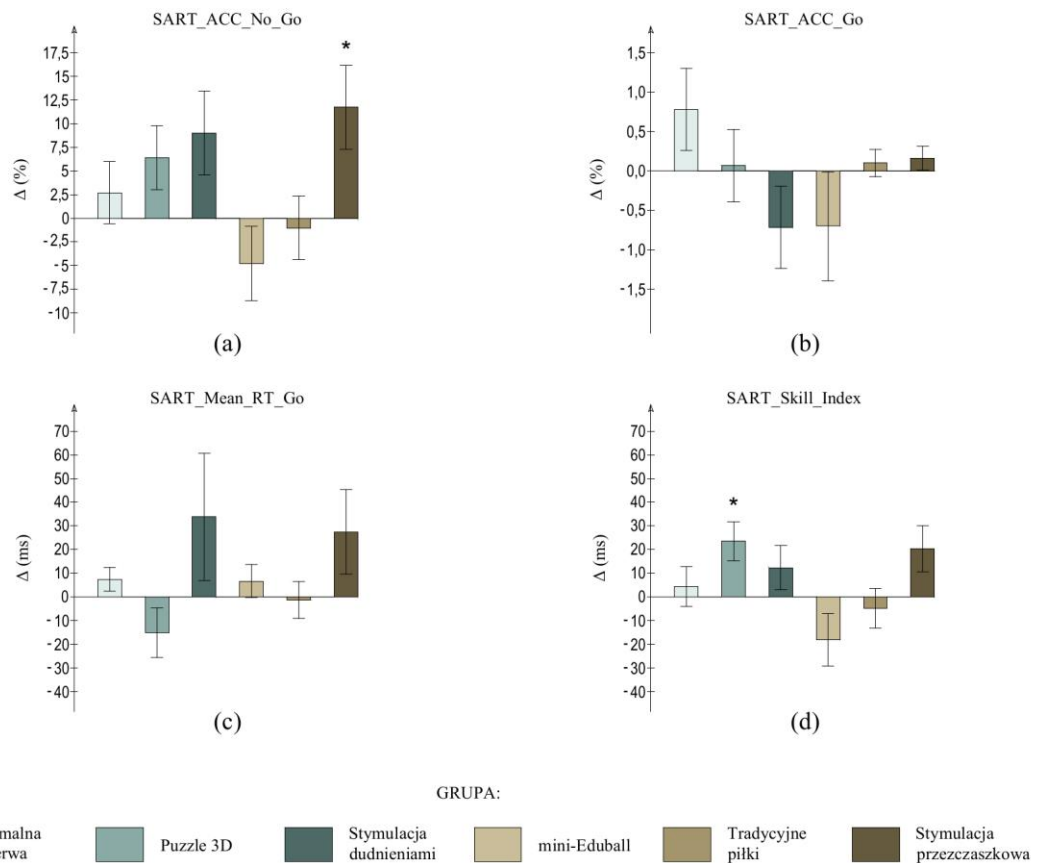 SART_ACC_No_Go
SART_ACC_Go
Δ (%)
17,5
15
12,5
10
7,5
5
2,5
0
-2,5
-5
-7,5
-10
*
(a)
Δ (%)
1,5
1,0
0,5
0,0
-0,5
-1,0
-1,5
(b)
SART_Mean_RT_Go
SART_Skill_Index
Δ (ms)
70
60
50
40
30
20
10
0
-10
-20
-30
-40
(c)
Δ (ms)
70
60
50
40
30
20
10
0
-10
-20
-30
-40
*
(d)
GRUPA:
malna
erwa
Puzzle 3D
Stymulacja
dudnieniami
mini-Eduball
Tradycyjne
piłki
Stymulacja
przezczaszkowa